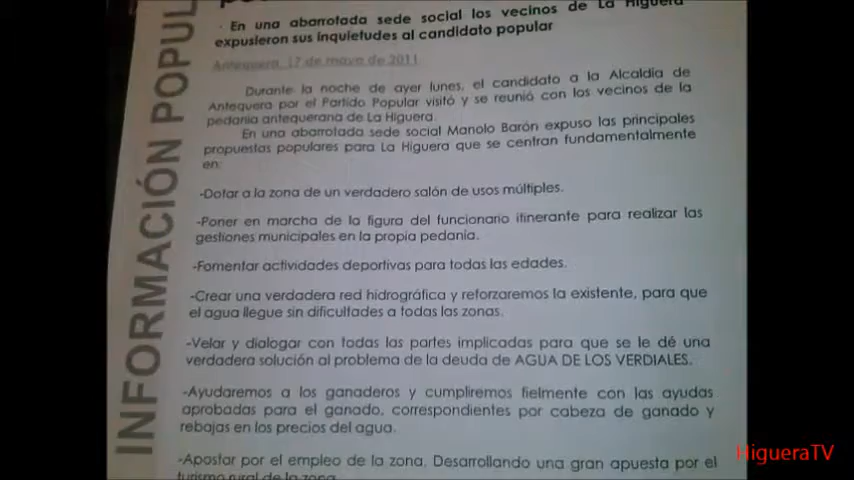 - En una abarrotada sede social los vecinos de La Higuera
expusieron sus inquietudes al candidato popular
Antequera, 17 de mayo de 2011
Durante la noche de ayer lunes, el candidato a la Alcaldía de
Antequera por el Partido Popular visitó y se reunió con los vecinos de la
pedanía antequerana de La Higuera.
En una abarrotada sede social Manolo Barón expuso las principales
propuestas populares para La Higuera que se centran fundamentalmente
en:
-Dotar a la zona de un verdadero salón de usos múltiples.
-Poner en marcha de la figura del funcionario itinerante para realizar las
gestiones municipales en la propia pedanía.
-Fomentar actividades deportivas para todas las edades.
-Crear una verdadera red hidrográfica y reforzaremos la existente, para que
el agua llegue sin dificultades a todas las zonas.
-Velar y dialogar con todas las partes implicadas para que se le dé una
verdadera solución al problema de la deuda de AGUA DE LOS VERDIALES.
-Ayudaremos a los ganaderos y cumpliremos fielmente con las ayudas
aprobadas para el ganado, correspondientes por cabeza de ganado y
rebajas en los precios del agua.
-Apostar por el empleo de la zona. Desarrollando una gran apuesta por el
turismo rural de la zona
INFORMACIÓN POPUL
HigueraTV